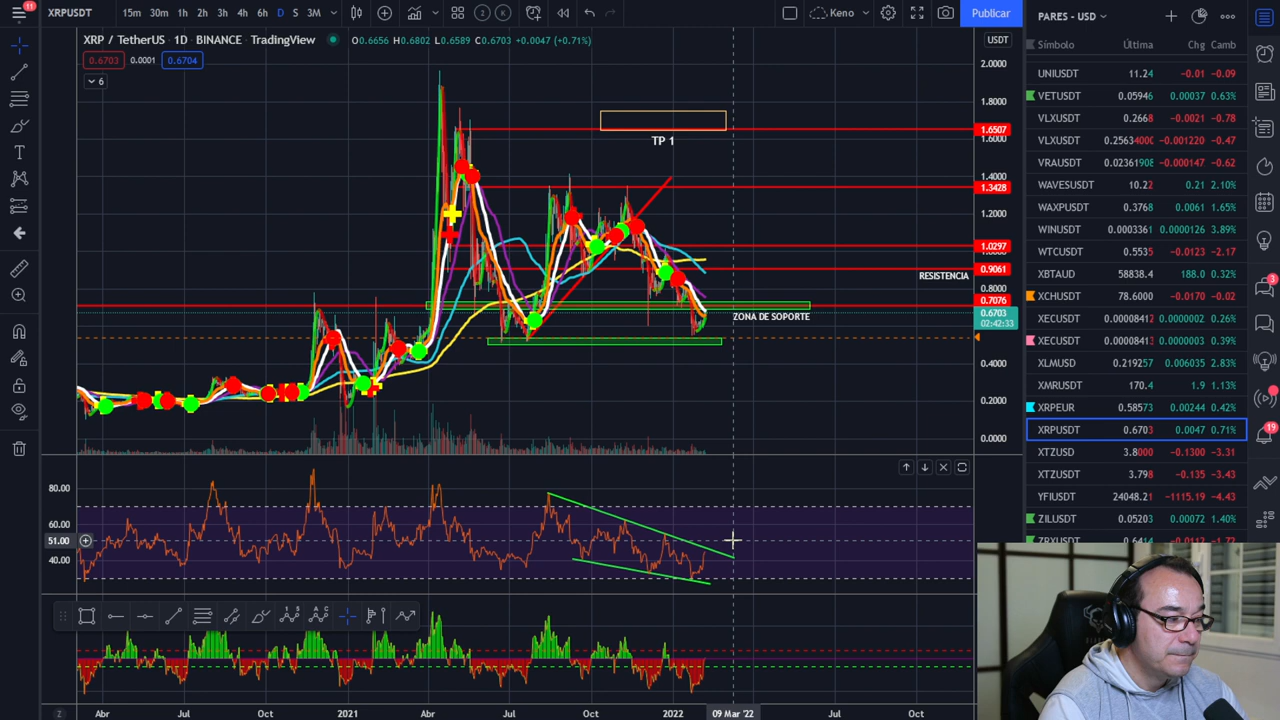 11
XRPUSDT 15m 30m 1h 2h 3h 4h 6h D S 3M 2 K Keno Publicar PARES - USD
XRP / TetherUS · 1D · BINANCE · TradingView O0.6656 H0.6802 L0.6589 C0.6703 +0.0047 (+0.71%) USDT
0.6703 0.0001 0.6704
6
2.0000
1.8000
1.6507
1.6000
TP 1
1.4000
1.3428
1.2000
1.0297
0.9061
RESISTENCIA
0.8000
0.7076
0.6703
02:42:33
ZONA DE SOPORTE
0.4000
0.2000
0.0000
80.00
60.00
51.00
40.00
Abr Jul Oct 2021 Abr Jul Oct 2022 09 Mar '22 Jul Oct
Z
Símbolo Última Chg Camb
UNIUSDT 11.24 -0.01 -0.09
VETUSDT 0.05946 0.00037 0.63%
VLXUSDT 0.2668 -0.0021 -0.78
VLXUSDT 0.25634000 -0.001220 -0.47
VRAUSDT 0.02361908 -0.000147 -0.62
WAVESUSDT 10.22 0.21 2.10%
WAXPUSDT 0.3768 0.0061 1.65%
WINUSDT 0.0003361 0.0000126 3.89%
WTCUSDT 0.5535 -0.0123 -2.17
XBTAUD 58838.4 188.0 0.32%
XCHUSDT 78.6000 -0.0170 -0.02
XECUSDT 0.00008412 0.0000002 0.26%
XECUSDT 0.00008413 0.0000003 0.39%
XLMUSD 0.219257 0.006035 2.83%
XMRUSDT 170.4 1.9 1.13%
XRPEUR 0.58573 0.00244 0.42%
XRPUSDT 0.6703 0.0047 0.71%
XTZUSD 3.8000 -0.1300 -3.31
XTZUSDT 3.798 -0.135 -3.43
YFIUSDT 24048.21 -1115.19 -4.43
ZILUSDT 0.05203 0.00072 1.40%
3
19